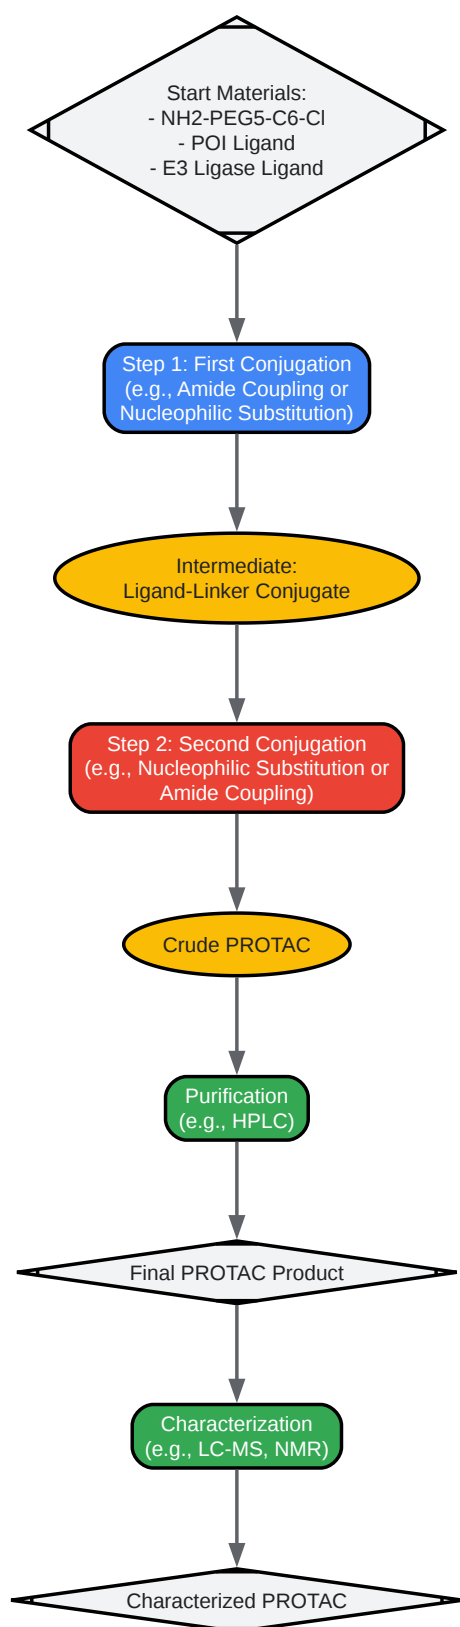 Start Materials:
- NH2-PEG5-C6-Cl
- POI Ligand
- E3 Ligase Ligand
Step 1: First Conjugation
(e.g., Amide Coupling or
Nucleophilic Substitution)
Intermediate:
Ligand-Linker Conjugate
Step 2: Second Conjugation
(e.g., Nucleophilic Substitution or
Amide Coupling)
Crude PROTAC
Purification
(e.g., HPLC)
Final PROTAC Product
Characterization
(e.g., LC-MS, NMR)
Characterized PROTAC